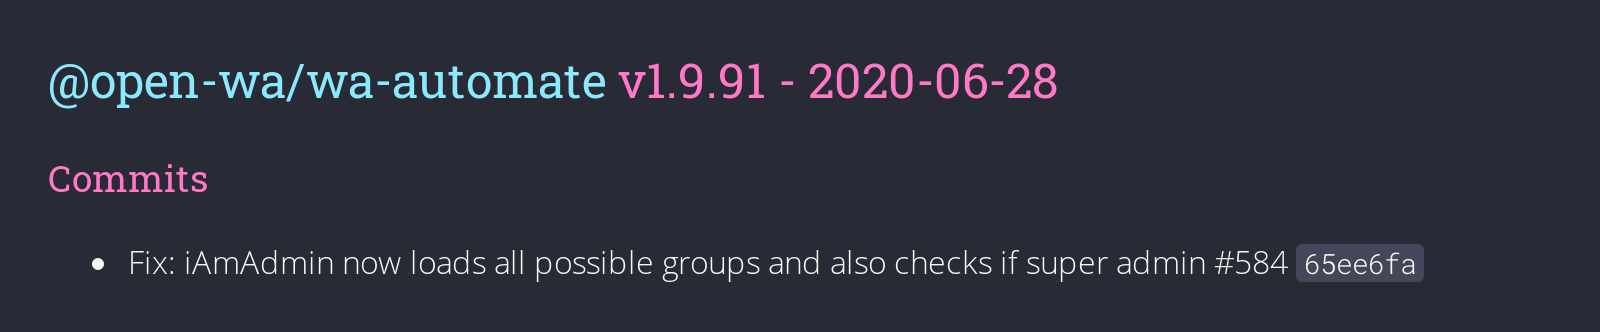 @open-wa/wa-automate v1.9.91 - 2020-06-28
Commits
Fix: iAmAdmin now loads all possible groups and also checks if super admin #584 65ee6fa